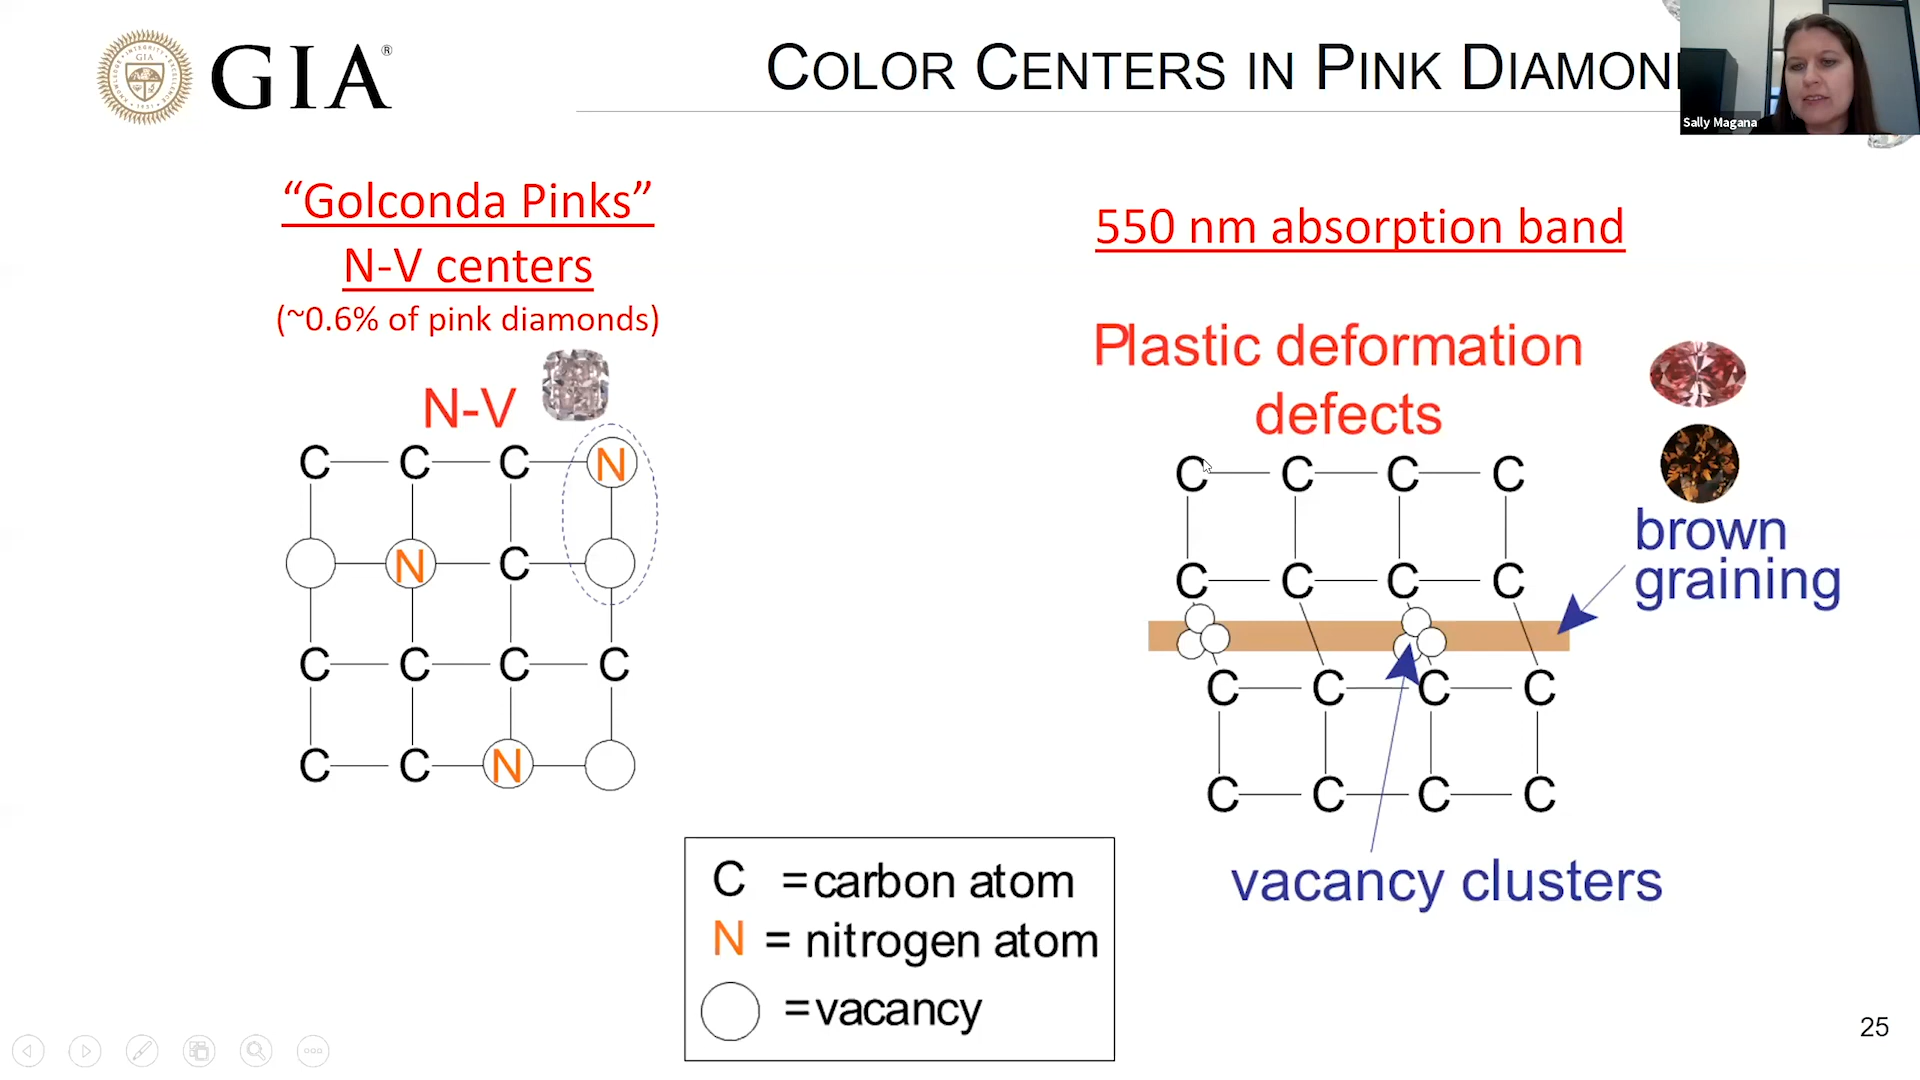 GIA®
COLOR CENTERS IN PINK DIAMON
Sally Magana
“Golconda Pinks”
N-V centers
(~0.6% of pink diamonds)
N-V
C C C N
N C
C C C C
C C N
550 nm absorption band
Plastic deformation
defects
C C C C
C C C C
brown
graining
C C C C
C C C C
vacancy clusters
C =carbon atom
N = nitrogen atom
=vacancy
25